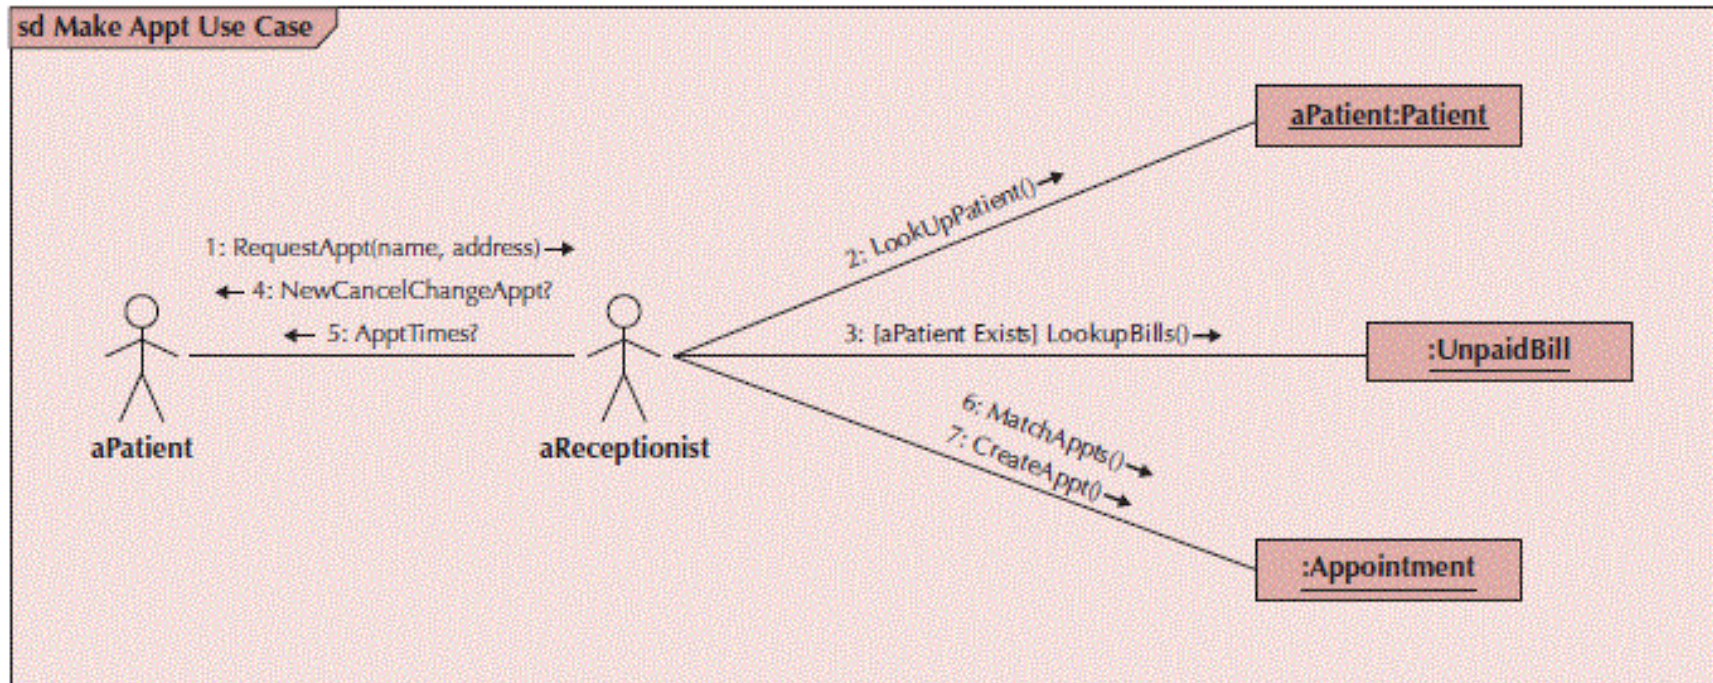 sd Make Appt Use Case
aPatient:Patient
2: LookUpPatient()
1: RequestAppt(name, address)
4: NewCancelChangeAppt?
5: ApptTimes?
3: [aPatient Exists] LookupBills()
:UnpaidBill
6: MatchAppts()
7: CreateAppt()
aPatient
aReceptionist
:Appointment